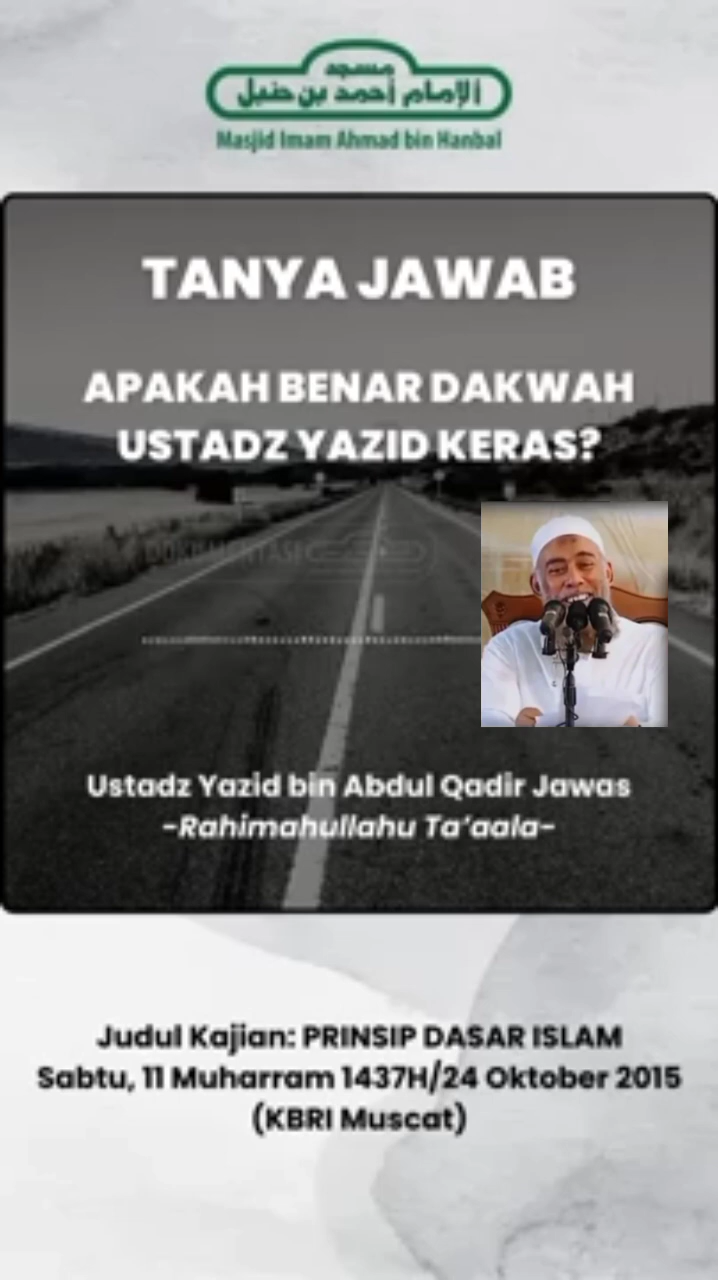 مسجد
الإمام أحمد بن حنبل
Masjid Imam Ahmad bin Hanbal
TANYA JAWAB
APAKAH BENAR DAKWAH
USTADZ YAZID KERAS?
DOKUMENTASI
Ustadz Yazid bin Abdul Qadir Jawas
-Rahimahullahu Ta'aala-
Judul Kajian: PRINSIP DASAR ISLAM
Sabtu, 11 Muharram 1437H/24 Oktober 2015
(KBRI Muscat)